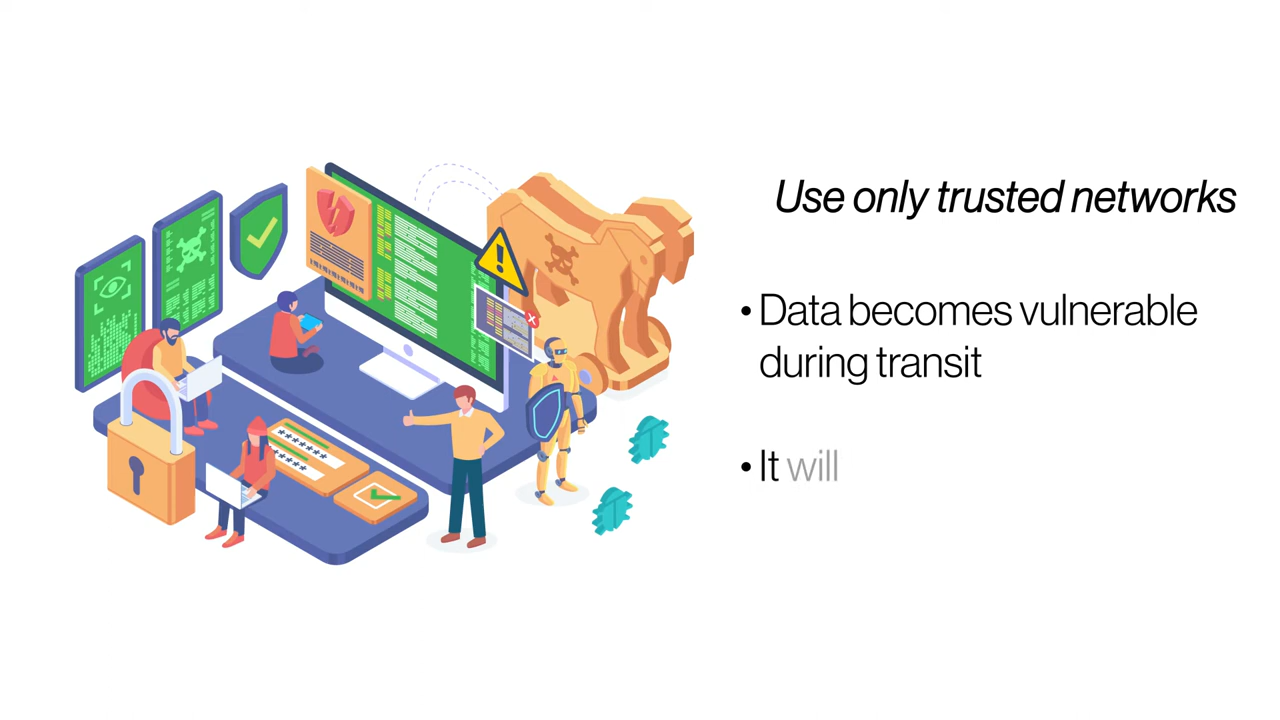 Use only trusted networks
• Data becomes vulnerable
during transit
• It will